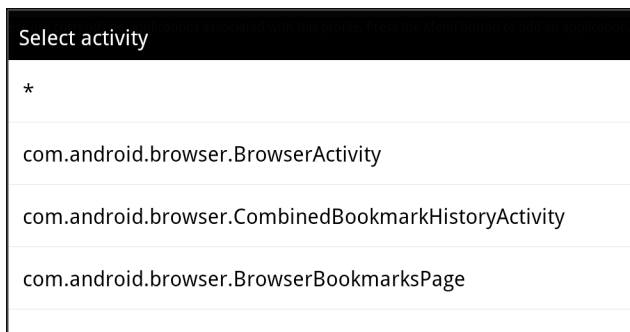 Select activity
*
com.android.browser.BrowserActivity
com.android.browser.CombinedBookmarkHistoryActivity
com.android.browser.BrowserBookmarksPage